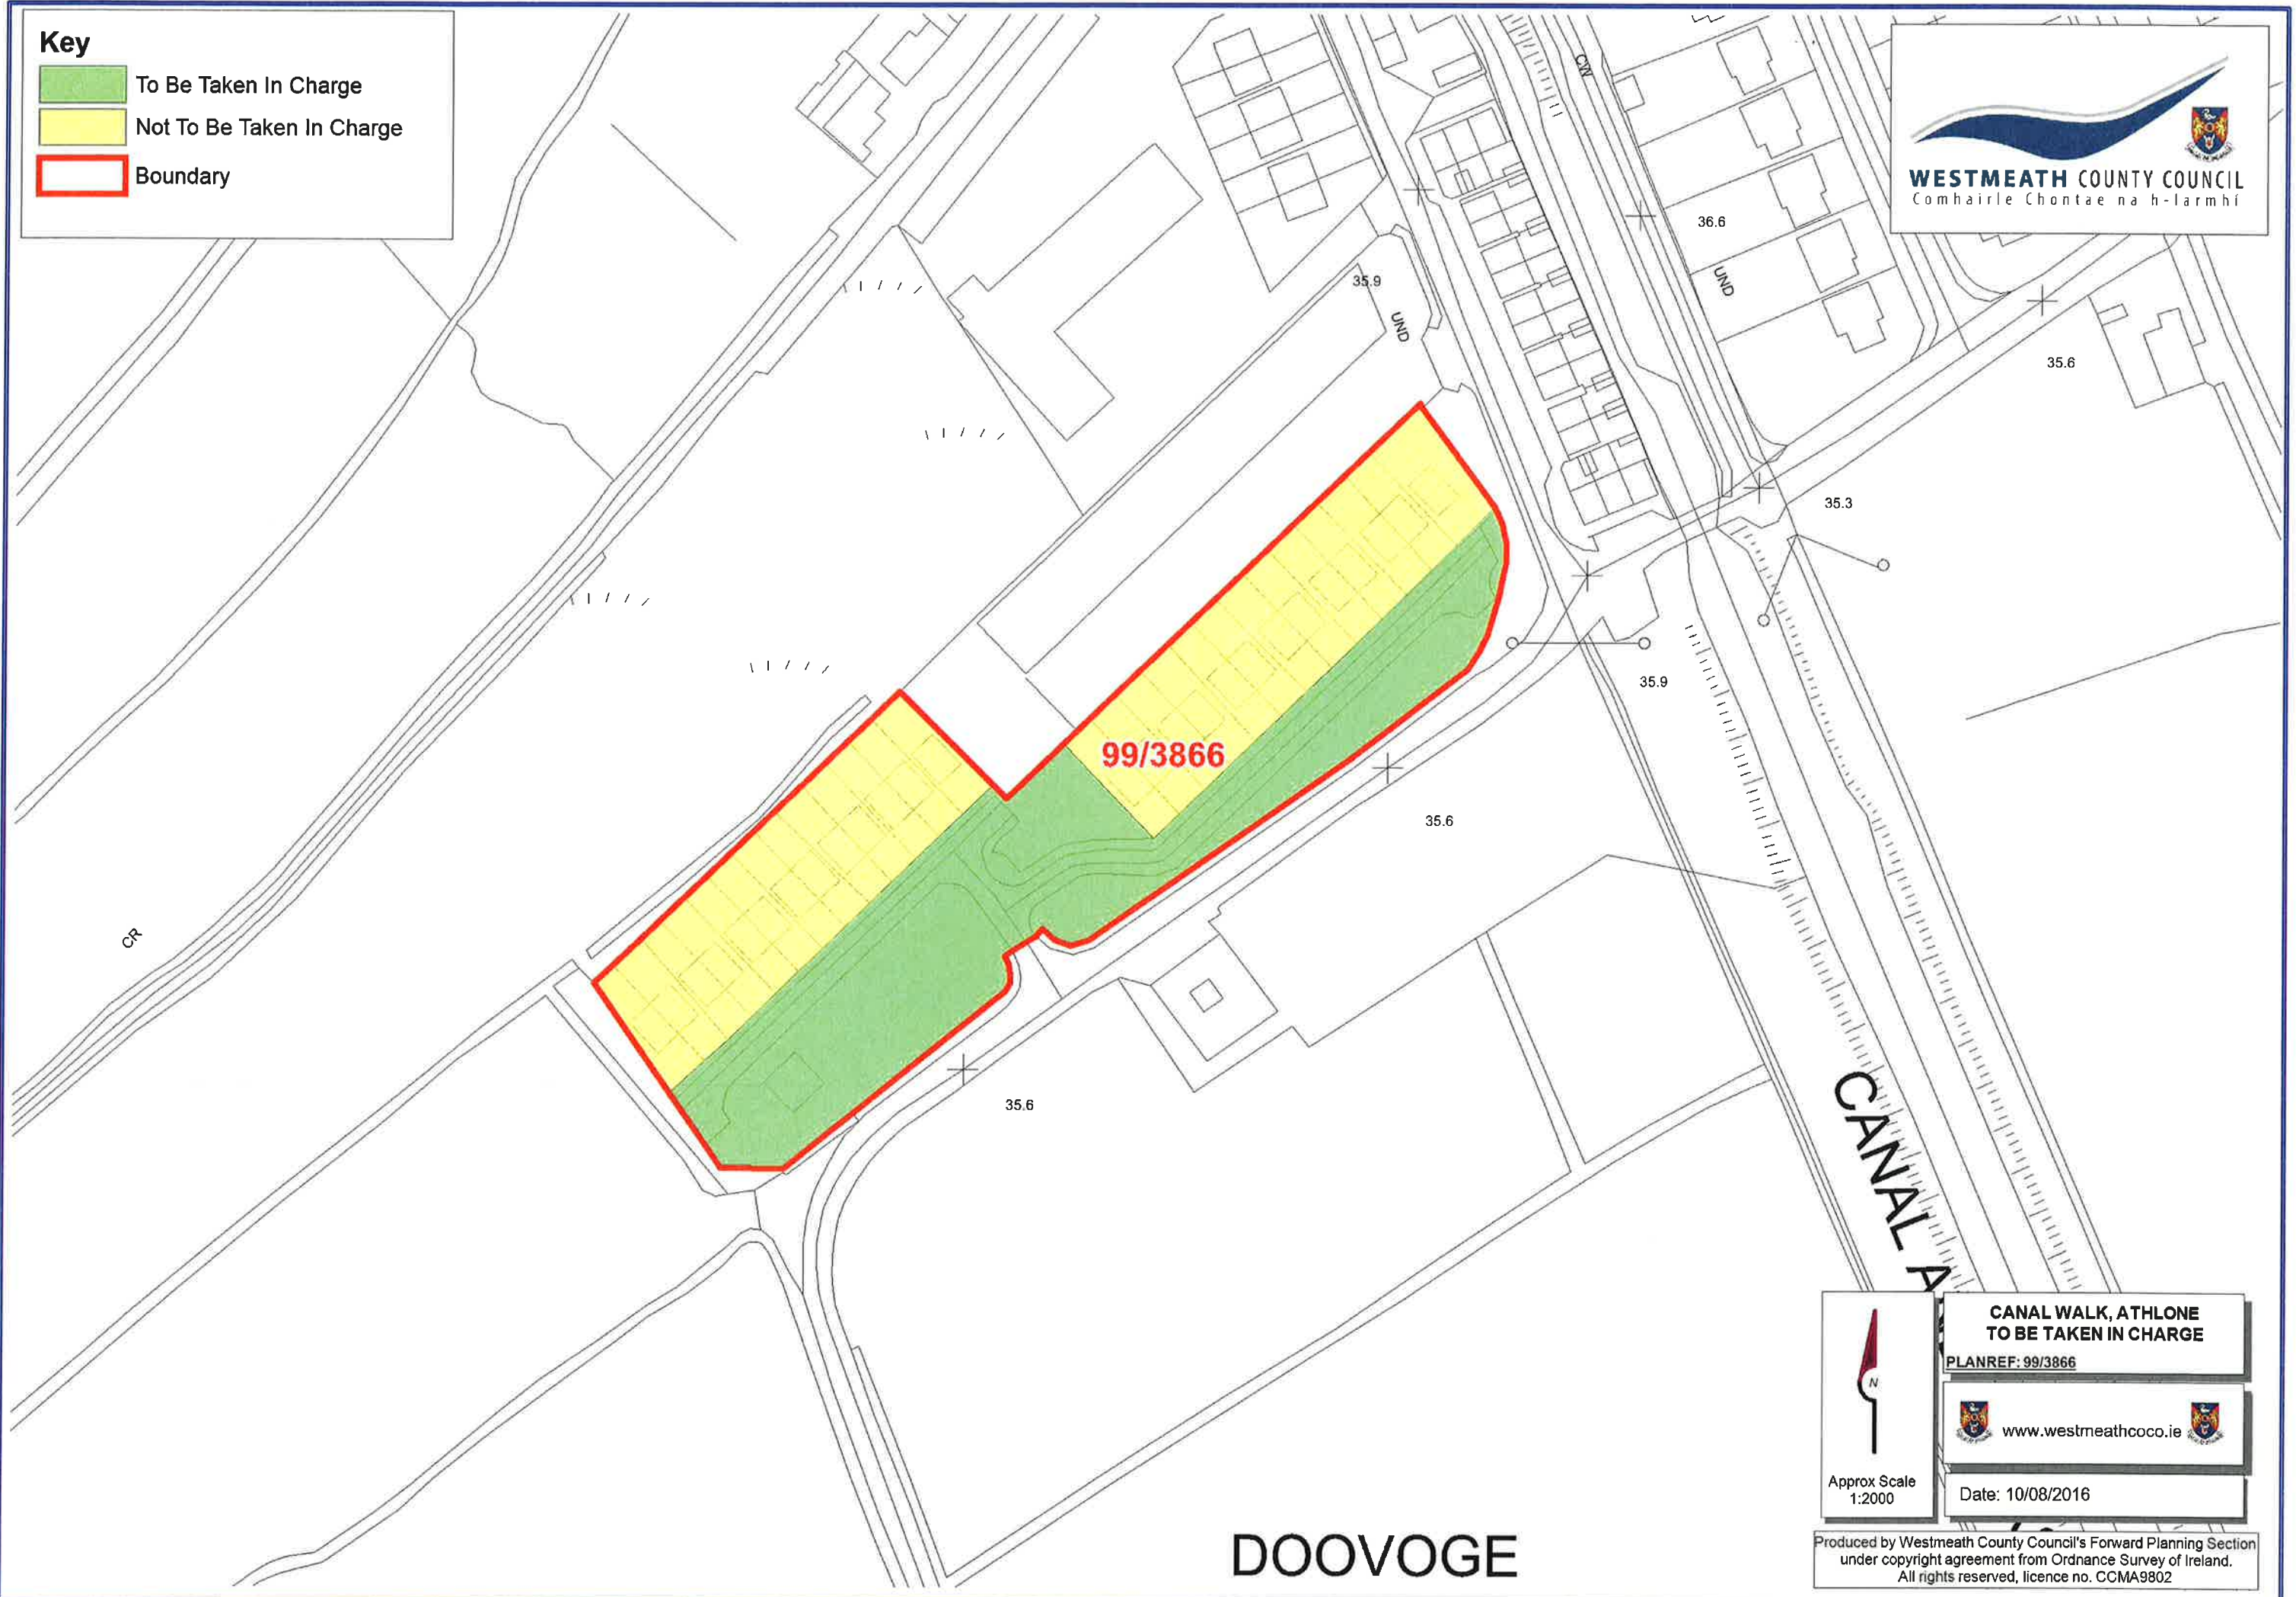 Key
To Be Taken In Charge
Not To Be Taken In Charge
Boundary
WESTMEATH COUNTY COUNCIL
Comhairle Chontae na h-Iarmhí
CW
36.6
UND
35.9
UND
35.6
35.3
35.9
99/3866
35.6
CR
35.6
CANAL
DOOVOGE
N
Approx Scale
1:2000
CANAL WALK, ATHLONE
TO BE TAKEN IN CHARGE
PLANREF: 99/3866
www.westmeathcoco.ie
Date: 10/08/2016
Produced by Westmeath County Council's Forward Planning Section
under copyright agreement from Ordnance Survey of Ireland.
All rights reserved, licence no. CCMA9802